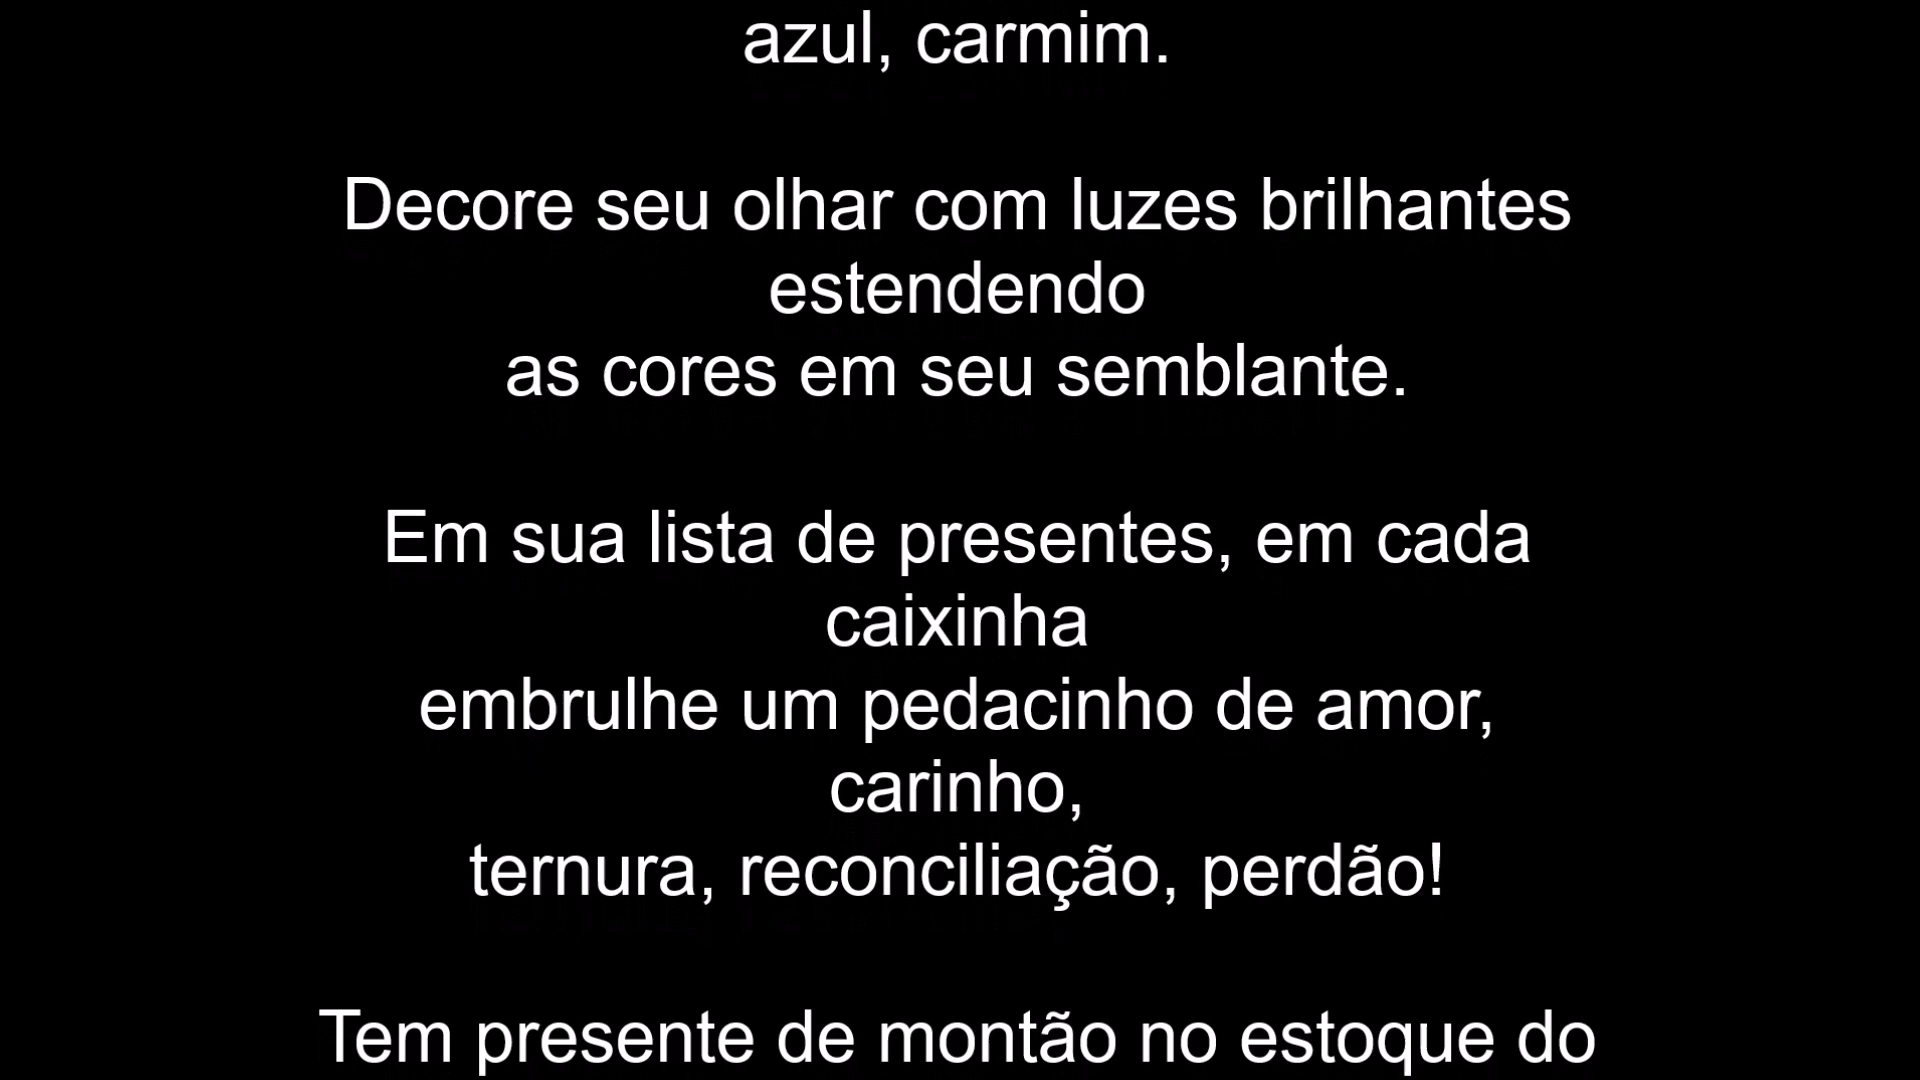 azul, carmim.
Decore seu olhar com luzes brilhantes
estendendo
as cores em seu semblante.
Em sua lista de presentes, em cada
caixinha
embrulhe um pedacinho de amor,
carinho,
ternura, reconciliação, perdão!
Tem presente de montão no estoque do